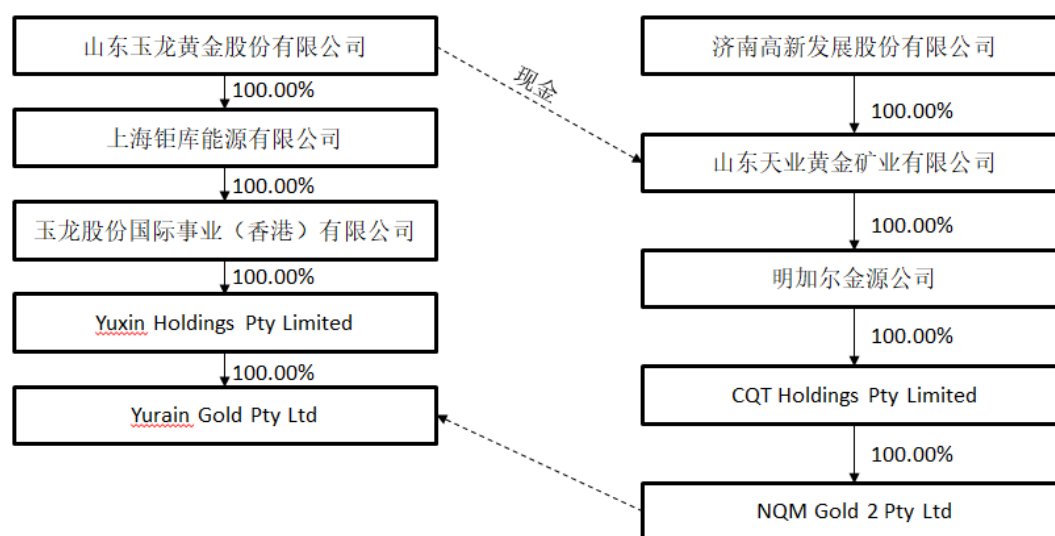 山东玉龙黄金股份有限公司
100.00%
上海钜库能源有限公司
100.00%
玉龙股份国际事业（香港）有限公司
100.00%
Yuxin Holdings Pty Limited
100.00%
Yurain Gold Pty Ltd
现金
济南高新发展股份有限公司
100.00%
山东天业黄金矿业有限公司
100.00%
明加尔金源公司
100.00%
CQT Holdings Pty Limited
100.00%
NQM Gold 2 Pty Ltd